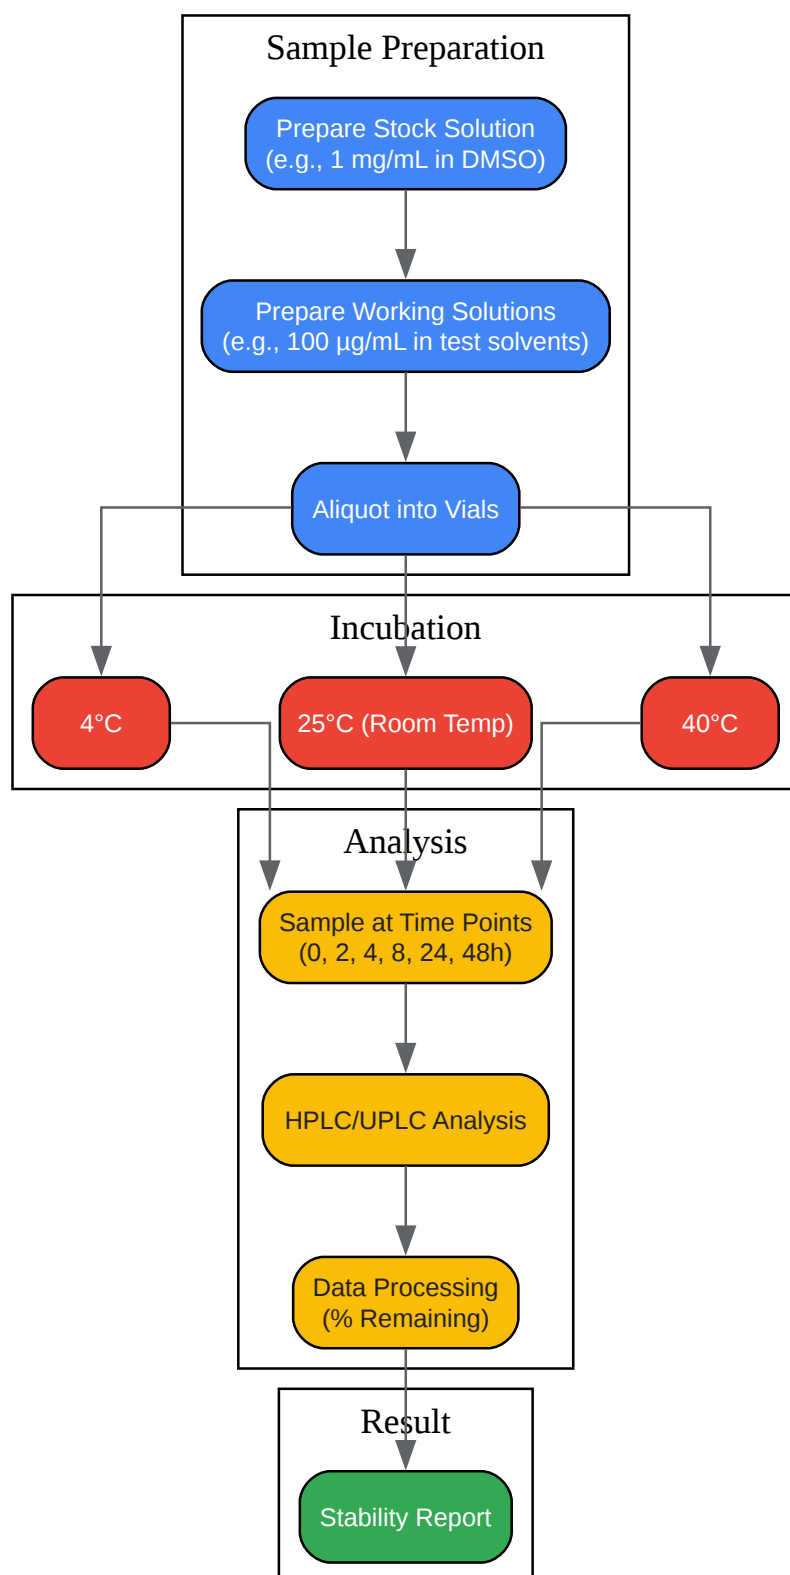 Sample Preparation
Prepare Stock Solution
(e.g., 1 mg/mL in DMSO)
Prepare Working Solutions
(e.g., 100 µg/mL in test solvents)
Aliquot into Vials
Incubation
4°C
25°C (Room Temp)
40°C
Analysis
Sample at Time Points
(0, 2, 4, 8, 24, 48h)
HPLC/UPLC Analysis
Data Processing
(% Remaining)
Result
Stability Report